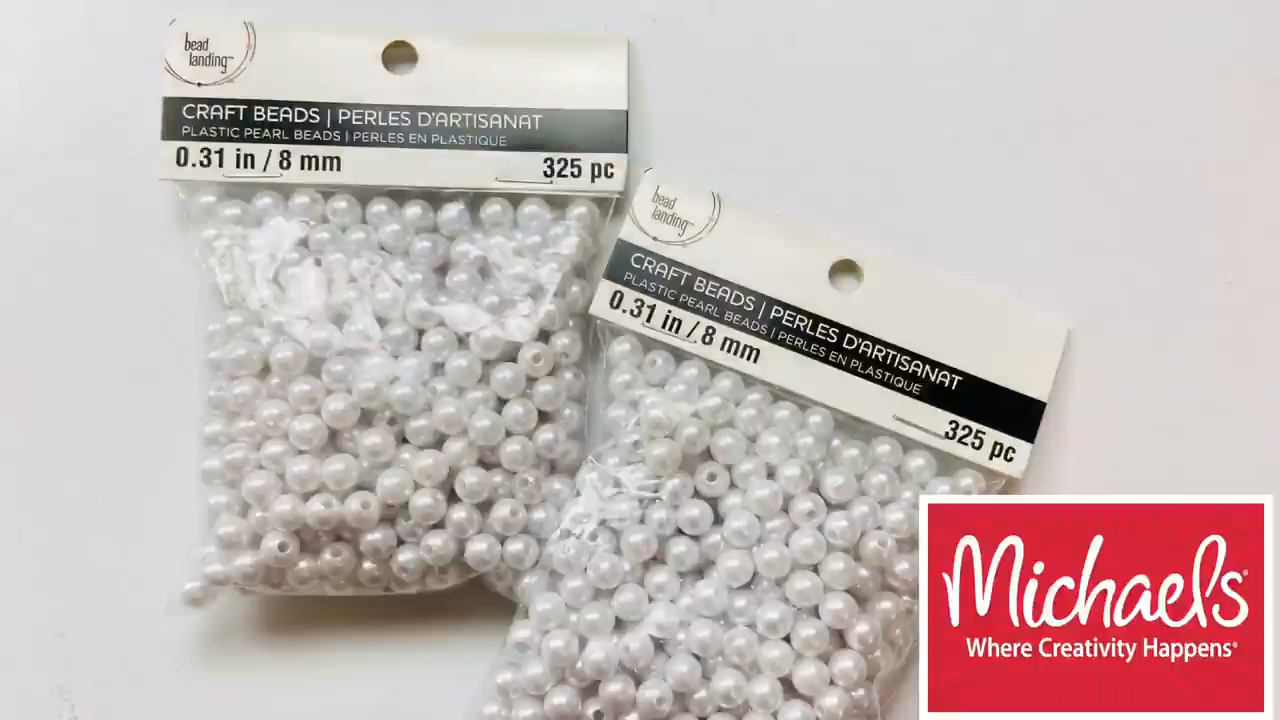 bead
landing™
CRAFT BEADS | PERLES D'ARTISANAT
PLASTIC PEARL BEADS | PERLES EN PLASTIQUE
0.31 in / 8 mm
325 pc
bead
landing™
CRAFT BEADS | PERLES D'ARTISANAT
PLASTIC PEARL BEADS | PERLES EN PLASTIQUE
0.31 in / 8 mm
325 pc
Michaels®
Where Creativity Happens®